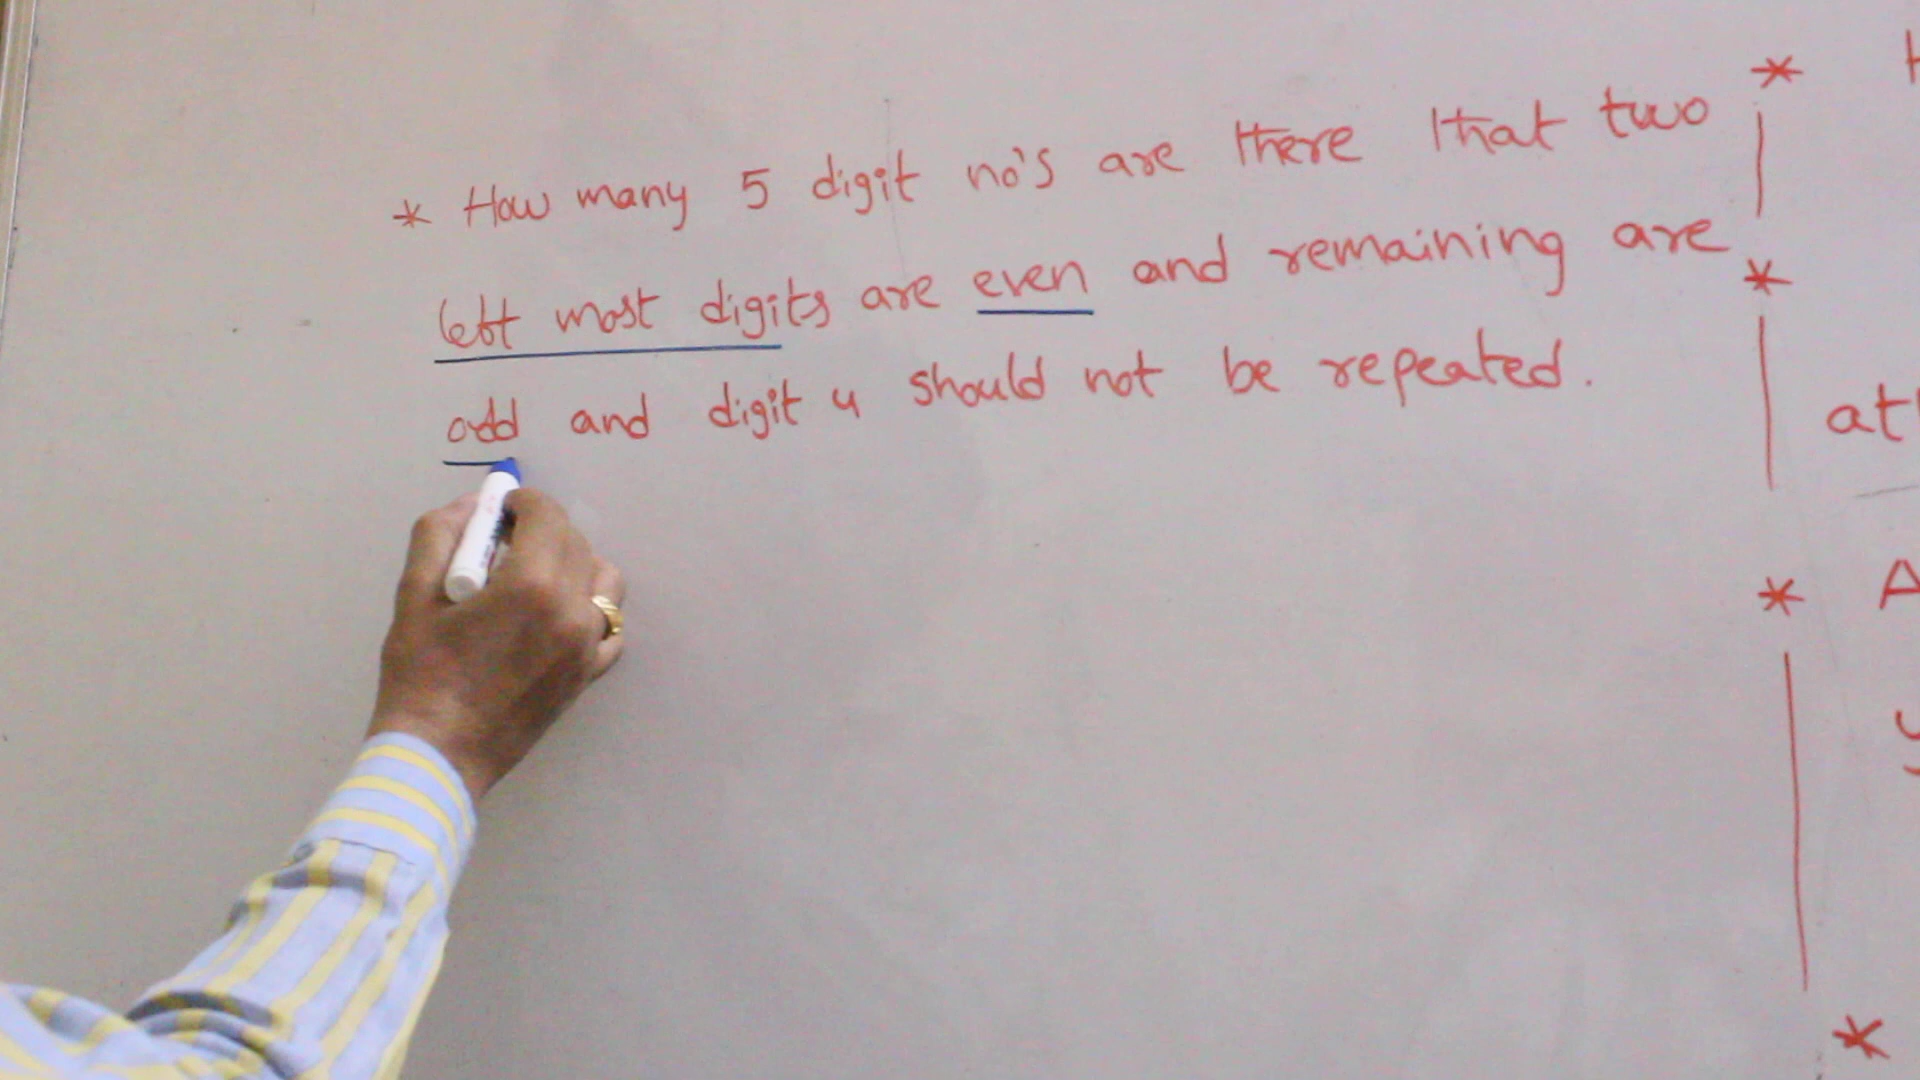 * How many 5 digit no's are there that two
left most digits are even and remaining are
odd and digit 4 should not be repeated.
*
*
at
* A
*